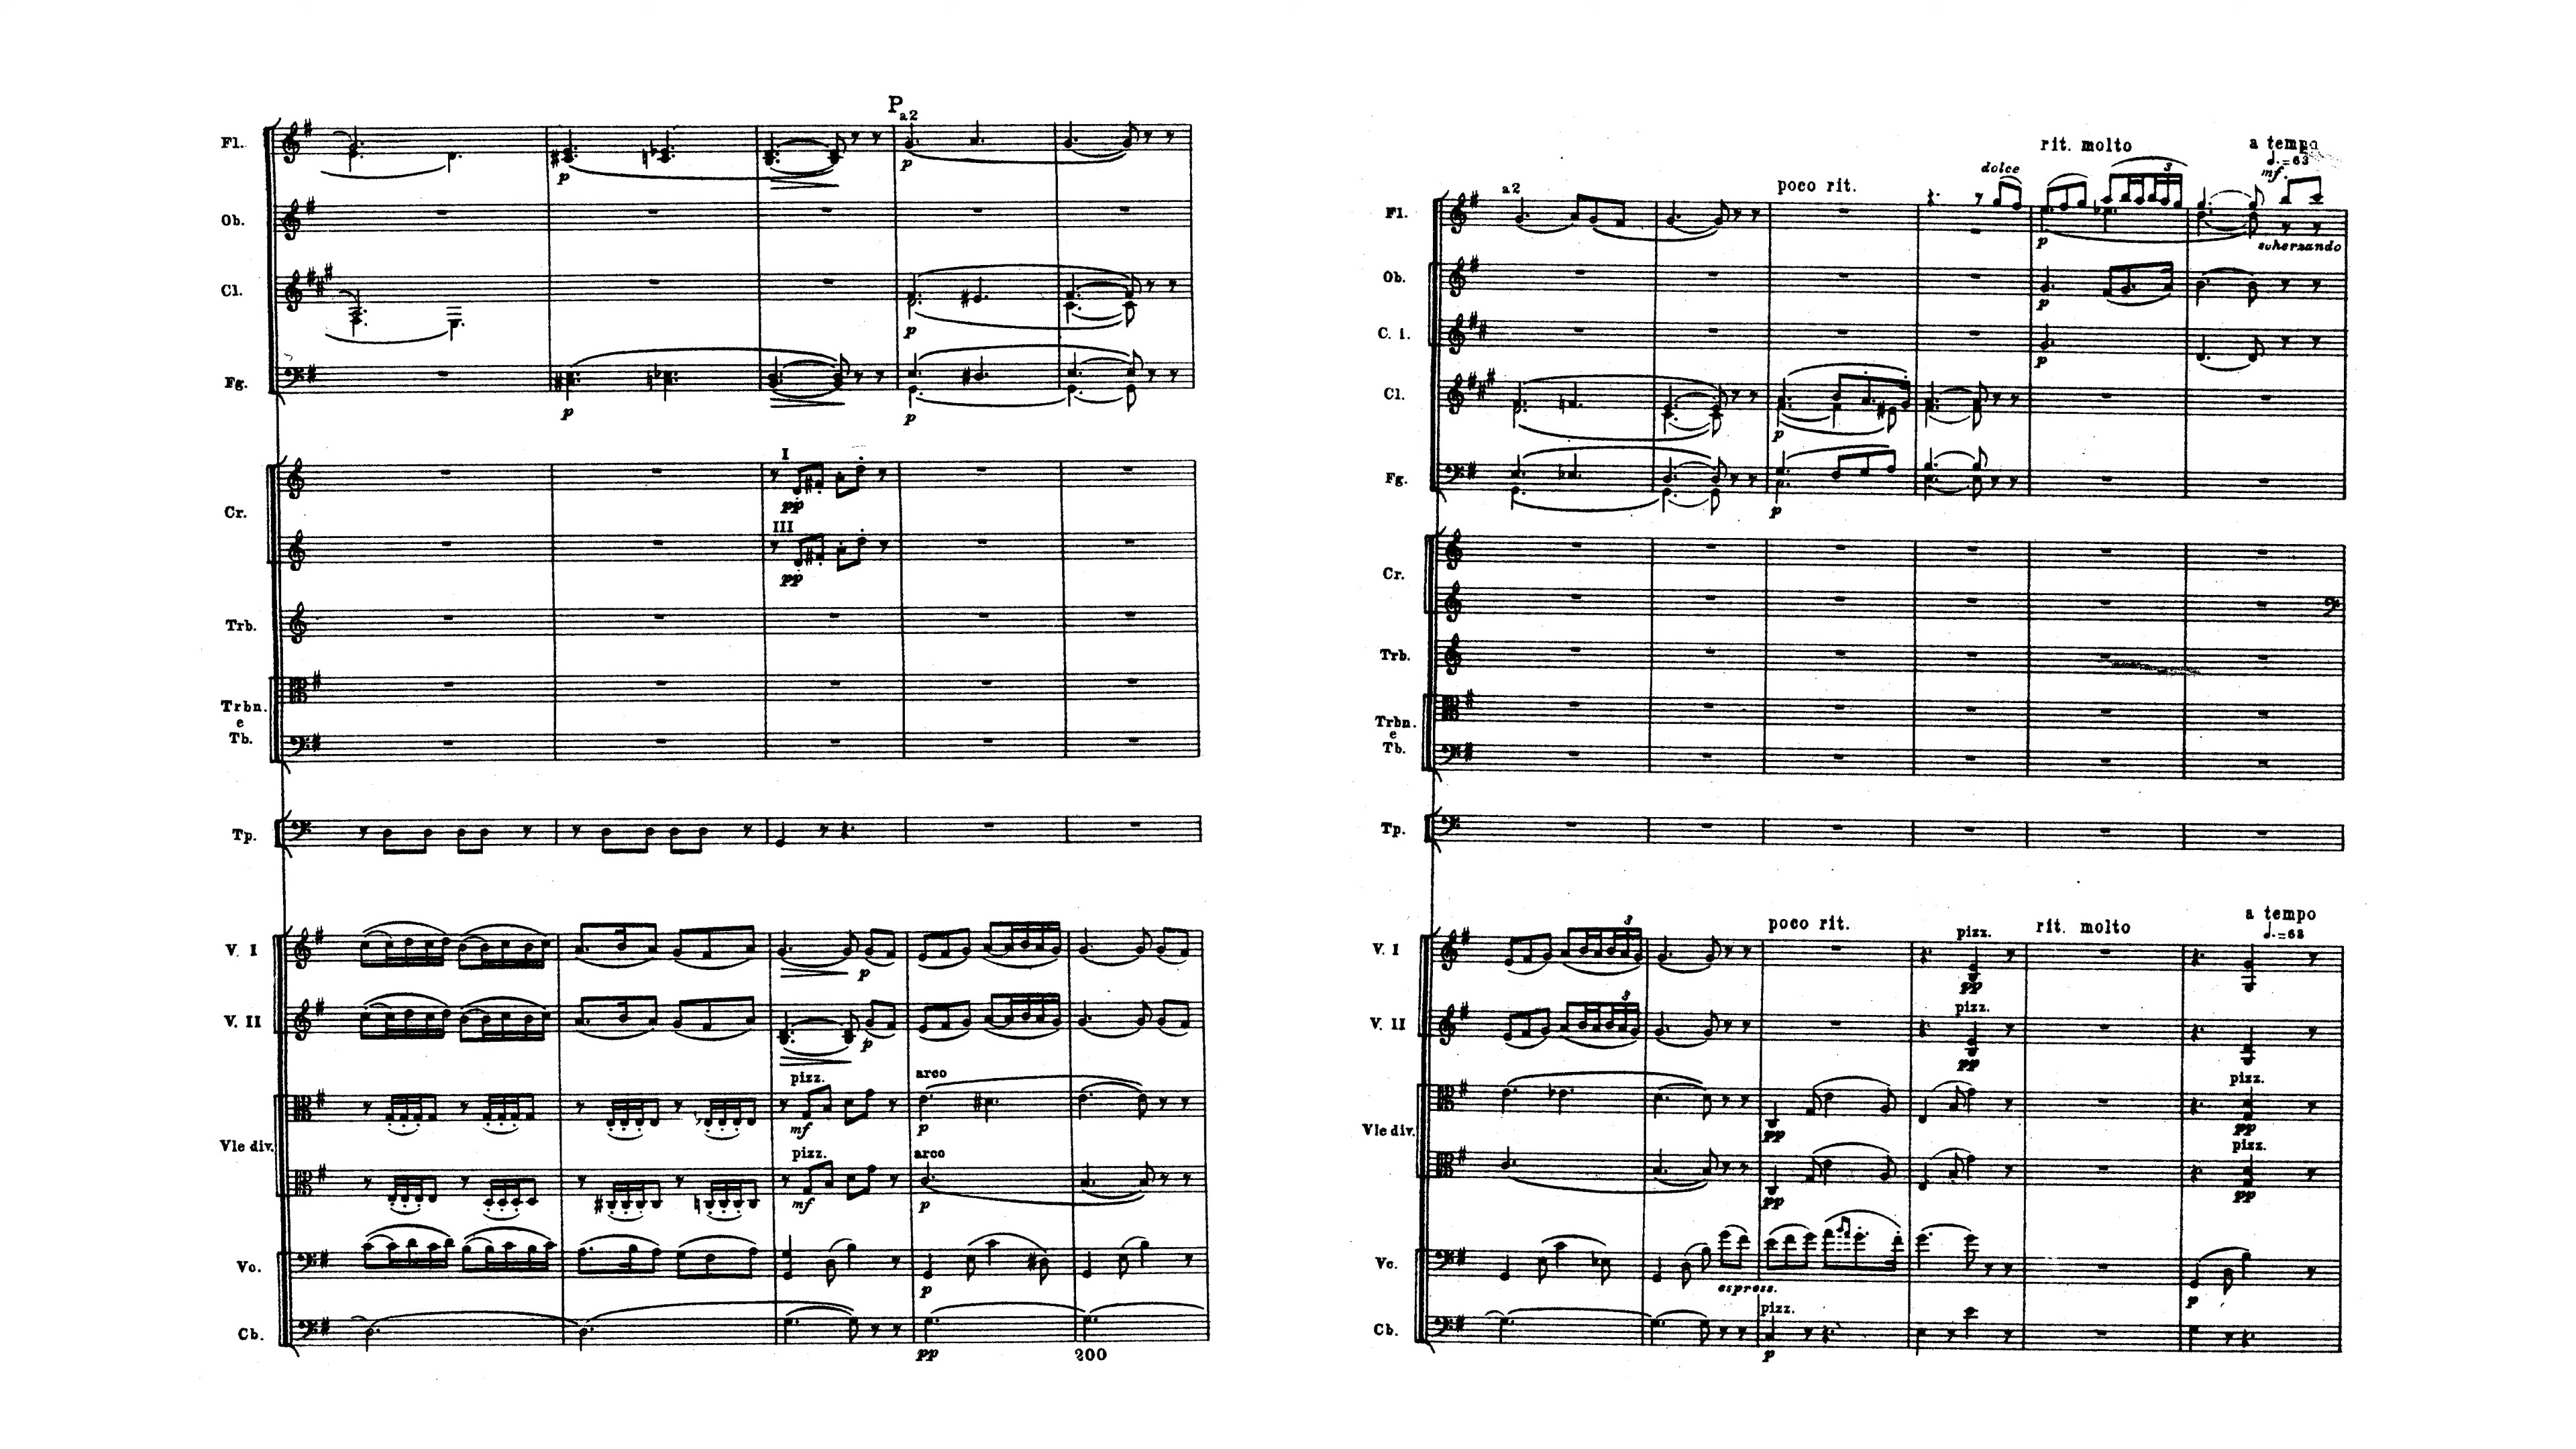 P
a2
Fl.
p
p
Ob.
Cl.
p
Fg.
p
p
I
pp
Cr.
III
pp
Trb.
Trbn.
e
Tb.
Tp.
V. I
p
V. II
p
pizz.
arco
mf
p
Vle div.
pizz.
arco
mf
p
Vc.
p
Cb.
pp
200
rit. molto
a tempo
♩.=63
dolce
mf
a2
poco rit.
Fl.
p
scherzando
Ob.
p
C. i.
p
Cl.
p
Fg.
p
Cr.
Trb.
Trbn.
e
Tb.
Tp.
a tempo
poco rit.
pizz.
rit. molto
♩.=63
3
V. I
pp
pizz.
3
V. II
pp
pizz.
pp
Vle div.
pp
pizz.
pp
pp
Vc.
espress.
p
pizz.
Cb.
p